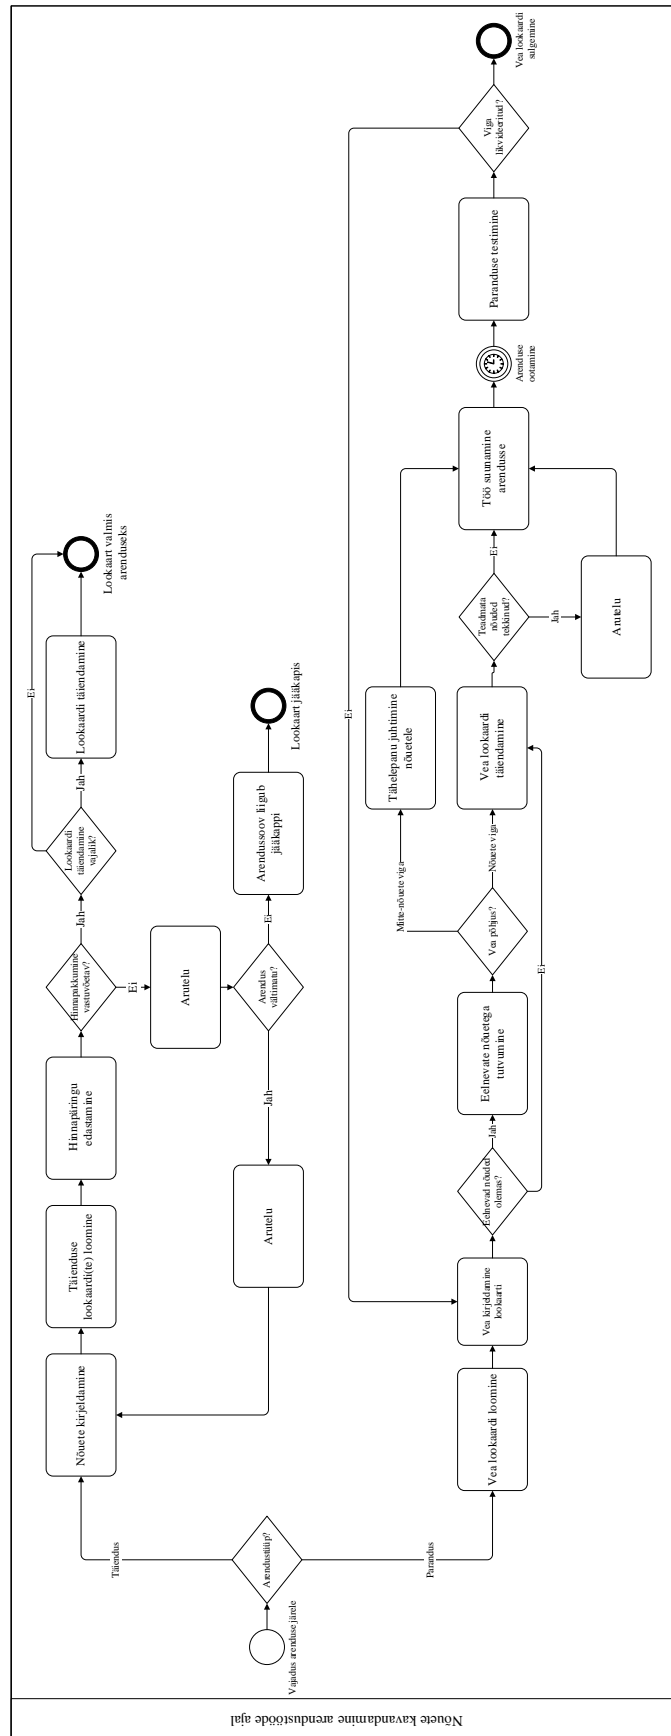 Nõuete kavandamine arendustööde ajal
Vajadus arenduse järele
Arendustüüp?
Täiendus
Nõuete kirjeldamine
Täienduse
lookaardi(te) loomine
Hinnapäringu
edastamine
Hinnapakkumine
vastuvõetav?
Jah
Lookaardi
täiendamine
vajalik?
Jah
Lookaardi täiendamine
Ei
Lookaart valmis
arenduseks
Ei
Arutelu
Arendus
vältimatu?
Ei
Arendussoov liigub
jääkappi
Lookaart jääkapis
Jah
Arutelu
Parandus
Vea lookaardi loomine
Vea kirjeldamine
lookaarti
Eelnevad nõuded
olemas?
Jah
Eelnevate nõuetega
tutvumine
Vea põhjus?
Mitte-nõuete viga
Tähelepanu juhtimine
nõuetele
Nõuete viga
Vea lookaardi
täiendamine
Ei
Teadmata
nõuded
tekkinud?
Ei
Jah
Arutelu
Töö suunamine
arendusse
Arenduse
ootamine
Paranduse testimine
Viga
likvideeritud?
Ei
Vea lookaardi
sulgemine